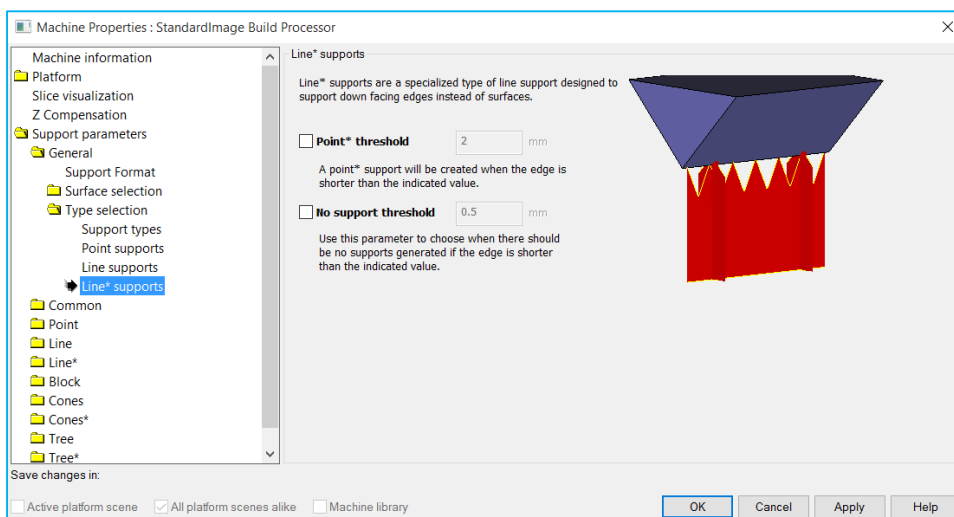 Machine Properties : StandardImage Build Processor
Machine information
Platform
Slice visualization
Z Compensation
Support parameters
General
Support Format
Surface selection
Type selection
Support types
Point supports
Line supports
Line* supports
Common
Point
Line
Line*
Block
Cones
Cones*
Tree
Tree*
Line* supports
Line* supports are a specialized type of line support designed to
support down facing edges instead of surfaces.
Point* threshold 2 mm
A point* support will be created when the edge is
shorter than the indicated value.
No support threshold 0.5 mm
Use this parameter to choose when there should
be no supports generated if the edge is shorter
than the indicated value.
Save changes in:
Active platform scene All platform scenes alike Machine library
OK Cancel Apply Help